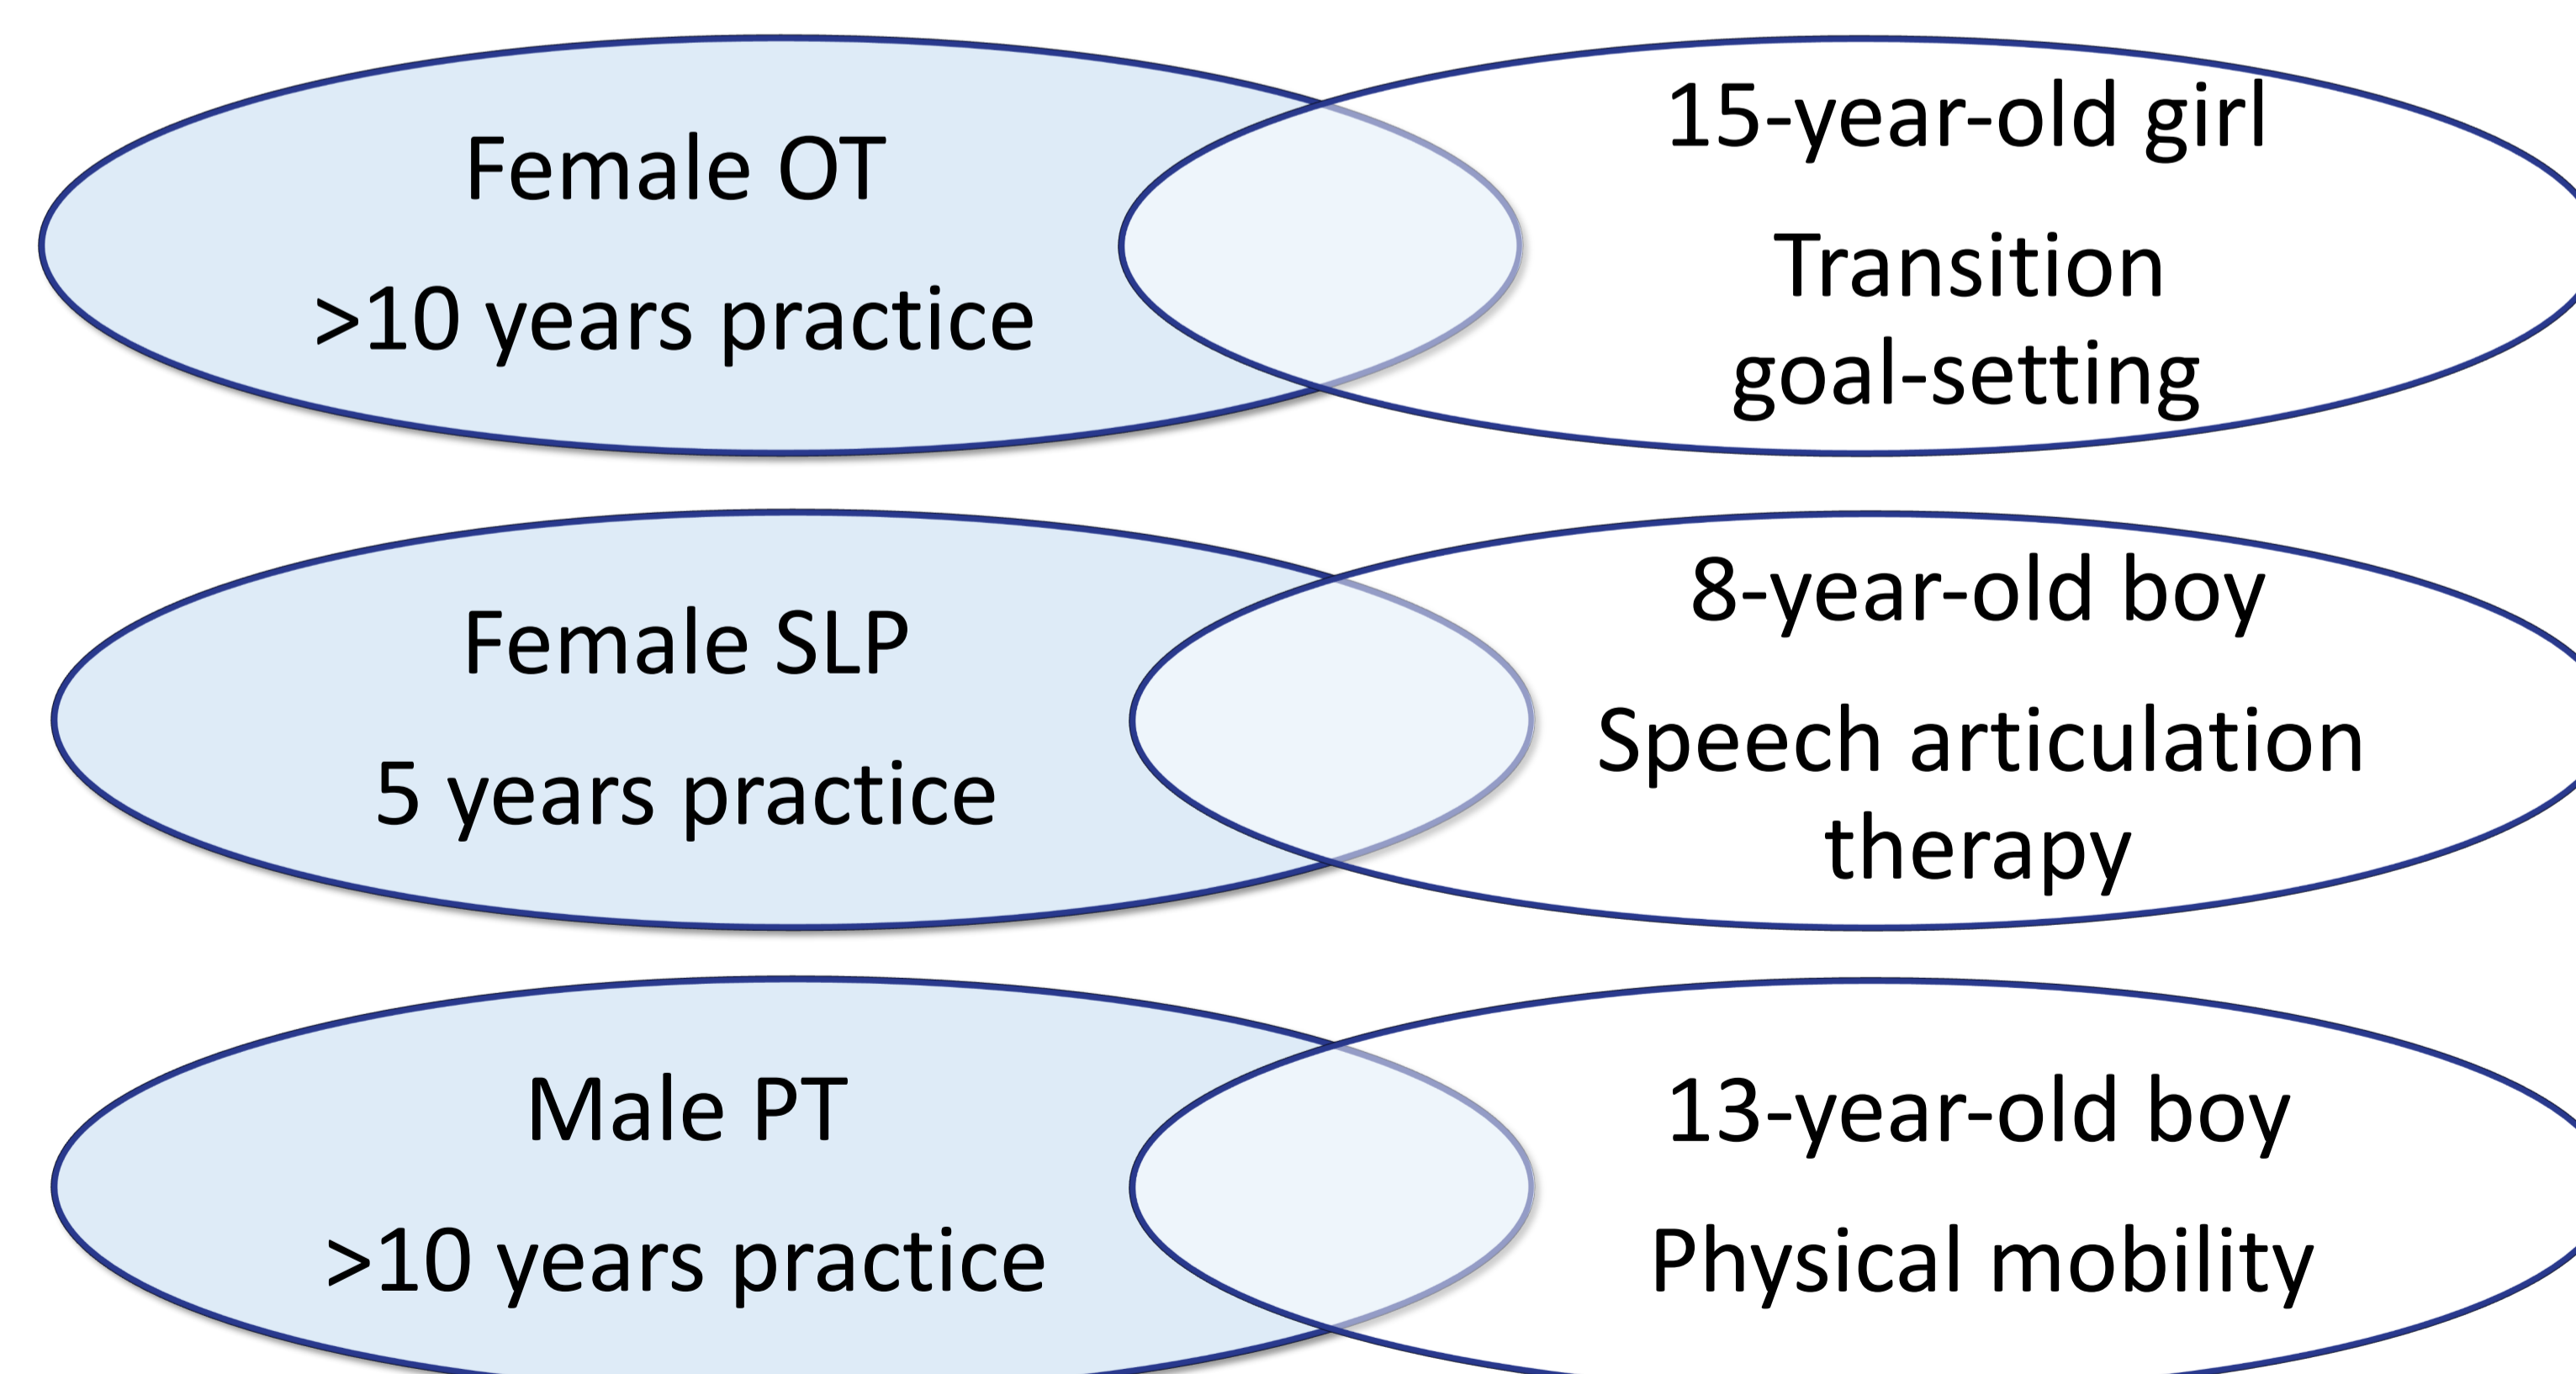 Female OT
>10 years practice
15-year-old girl
Transition
goal-setting
Female SLP
5 years practice
8-year-old boy
Speech articulation
therapy
Male PT
>10 years practice
13-year-old boy
Physical mobility